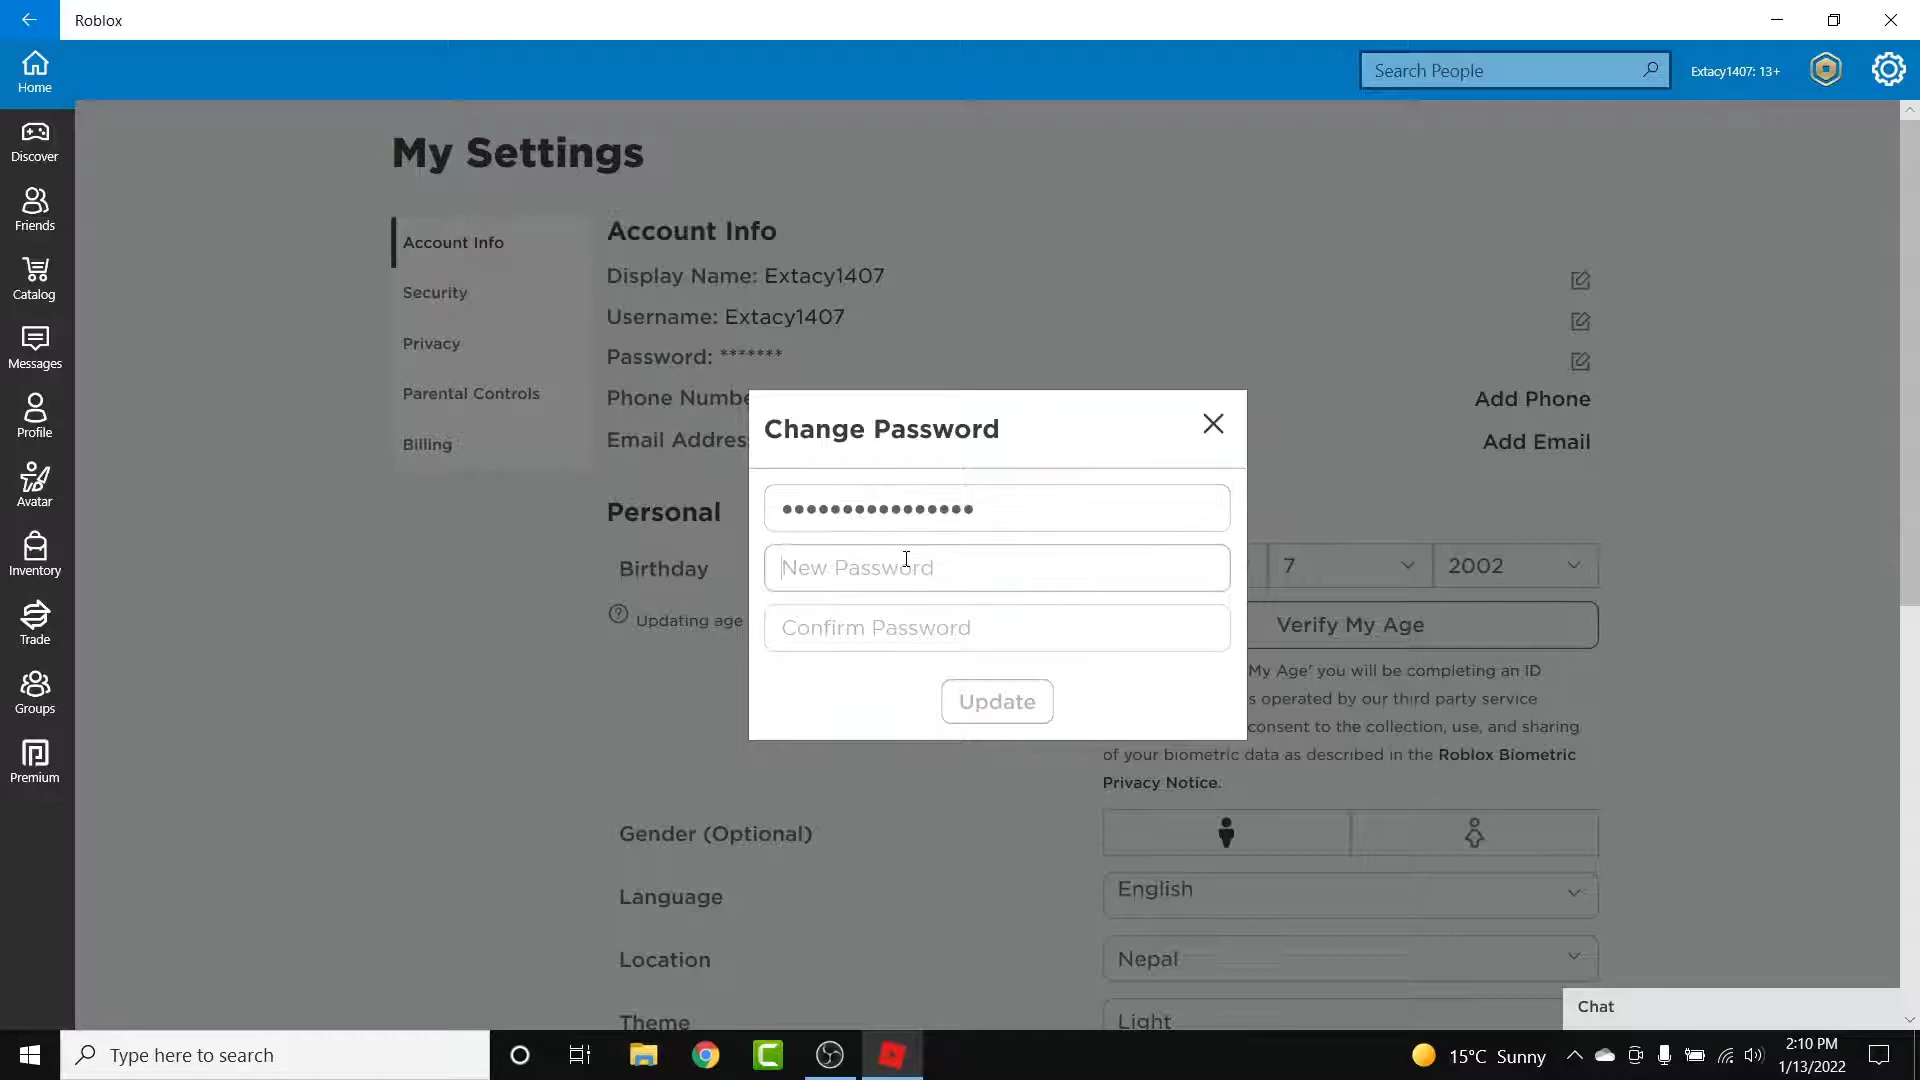 Roblox
Home
Search People
Extacy1407: 13+
Discover
Friends
Catalog
Messages
Profile
Avatar
Inventory
Trade
Groups
Premium
My Settings
Account Info
Security
Privacy
Parental Controls
Billing
Account Info
Display Name: Extacy1407
Username: Extacy1407
Password: *******
Phone Numbe
Add Phone
Email Addres
Add Email
Change Password
••••••••••••••••
New Password
Confirm Password
Update
Personal
Birthday
7
2002
Updating age
Verify My Age
My Age' you will be completing an ID
s operated by our third party service
consent to the collection, use, and sharing
of your biometric data as described in the Roblox Biometric
Privacy Notice.
Gender (Optional)
Language
English
Location
Nepal
Theme
Light
Chat
Type here to search
15°C Sunny
2:10 PM
1/13/2022